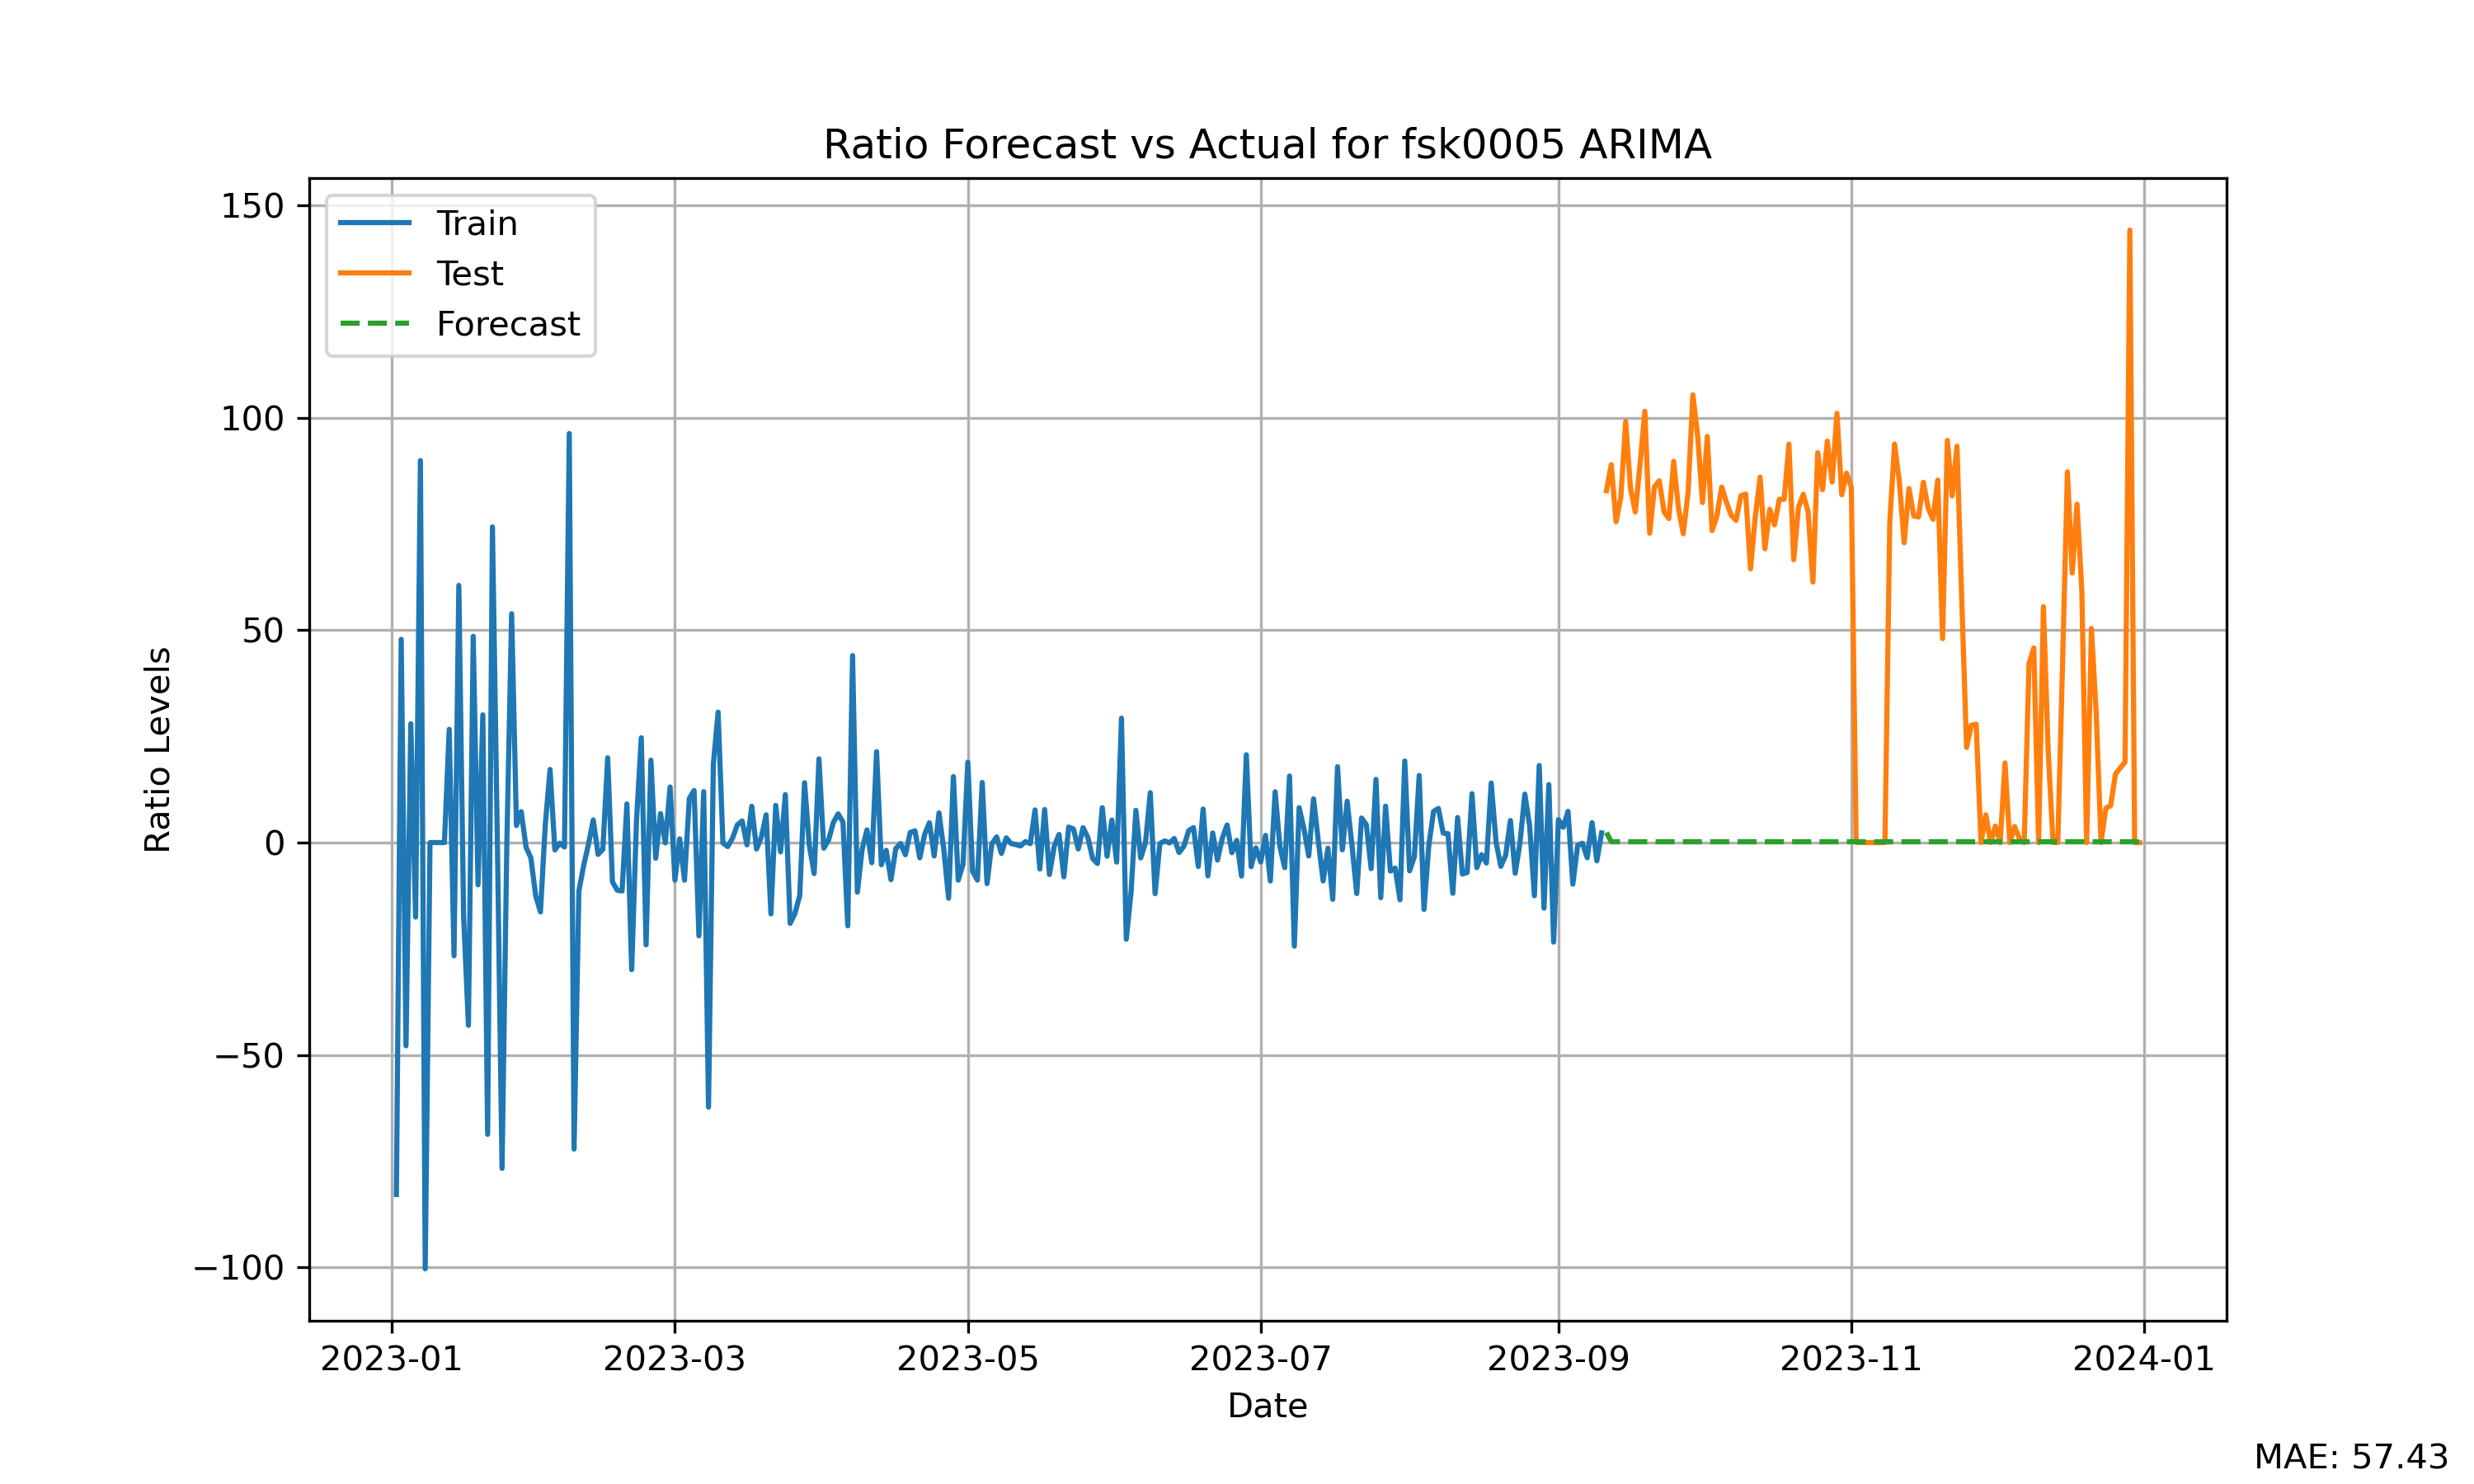 Ratio Forecast vs Actual for fsk0005 ARIMA
Train
Test
Forecast
Ratio Levels
150
100
50
0
−50
−100
2023-01 2023-03 2023-05 2023-07 2023-09 2023-11 2024-01
Date
MAE: 57.43